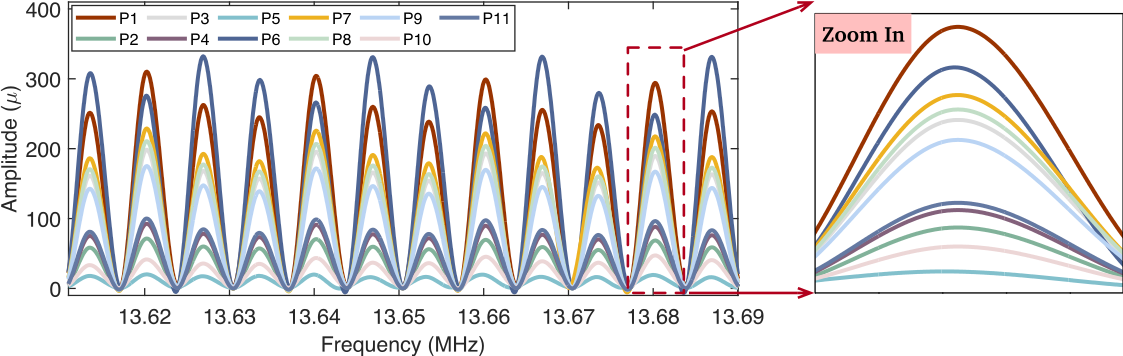 400
300
200
100
0
Amplitude (μ)
P1 P3 P5 P7 P9 P11
P2 P4 P6 P8 P10
13.62 13.63 13.64 13.65 13.66 13.67 13.68 13.69
Frequency (MHz)
Zoom In